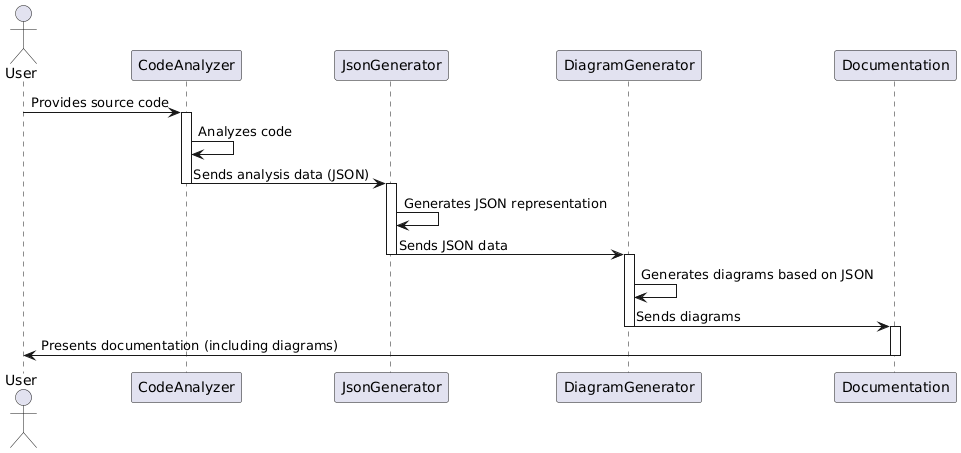 User
CodeAnalyzer
JsonGenerator
DiagramGenerator
Documentation
Provides source code
Analyzes code
Sends analysis data (JSON)
Generates JSON representation
Sends JSON data
Generates diagrams based on JSON
Sends diagrams
Presents documentation (including diagrams)
User
CodeAnalyzer
JsonGenerator
DiagramGenerator
Documentation